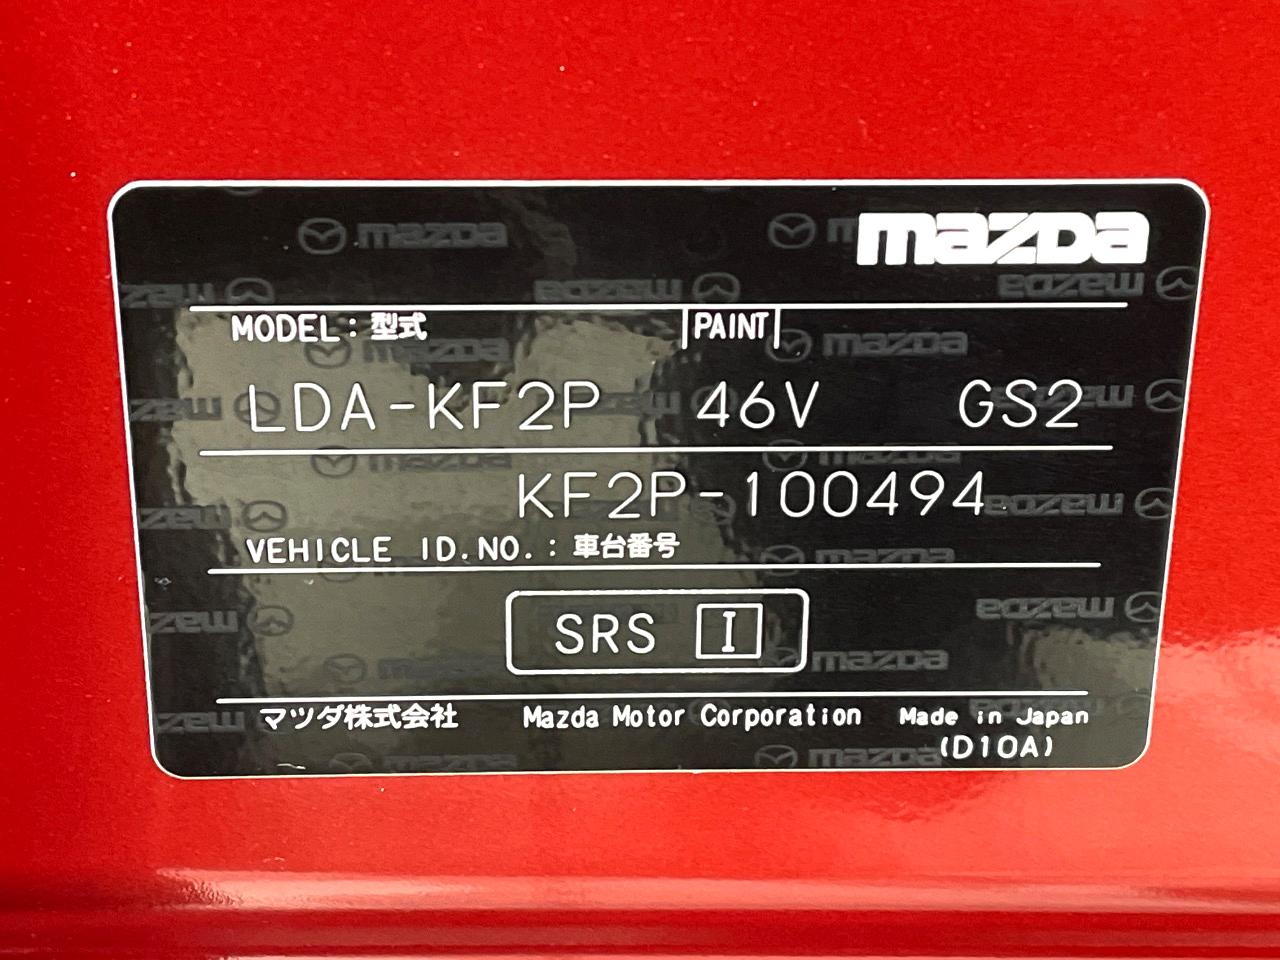 mazda
MODEL : 型式 PAINT
LDA-KF2P 46V GS2
KF2P-100494
VEHICLE ID.NO. : 車台番号
SRS I
マツダ株式会社 Mazda Motor Corporation Made in Japan
(D10A)